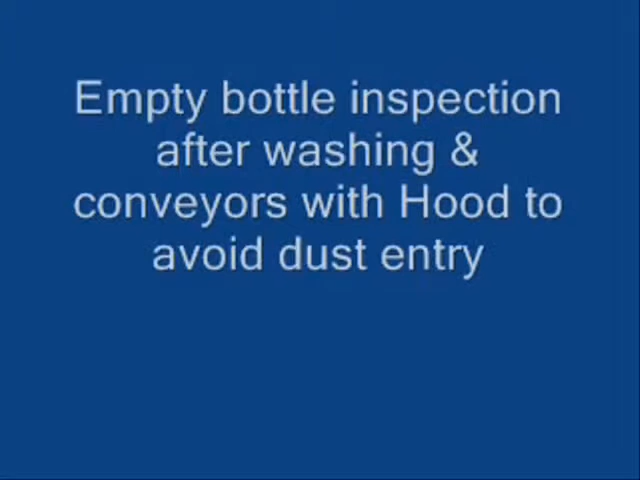 Empty bottle inspection
after washing &
conveyors with Hood to
avoid dust entry